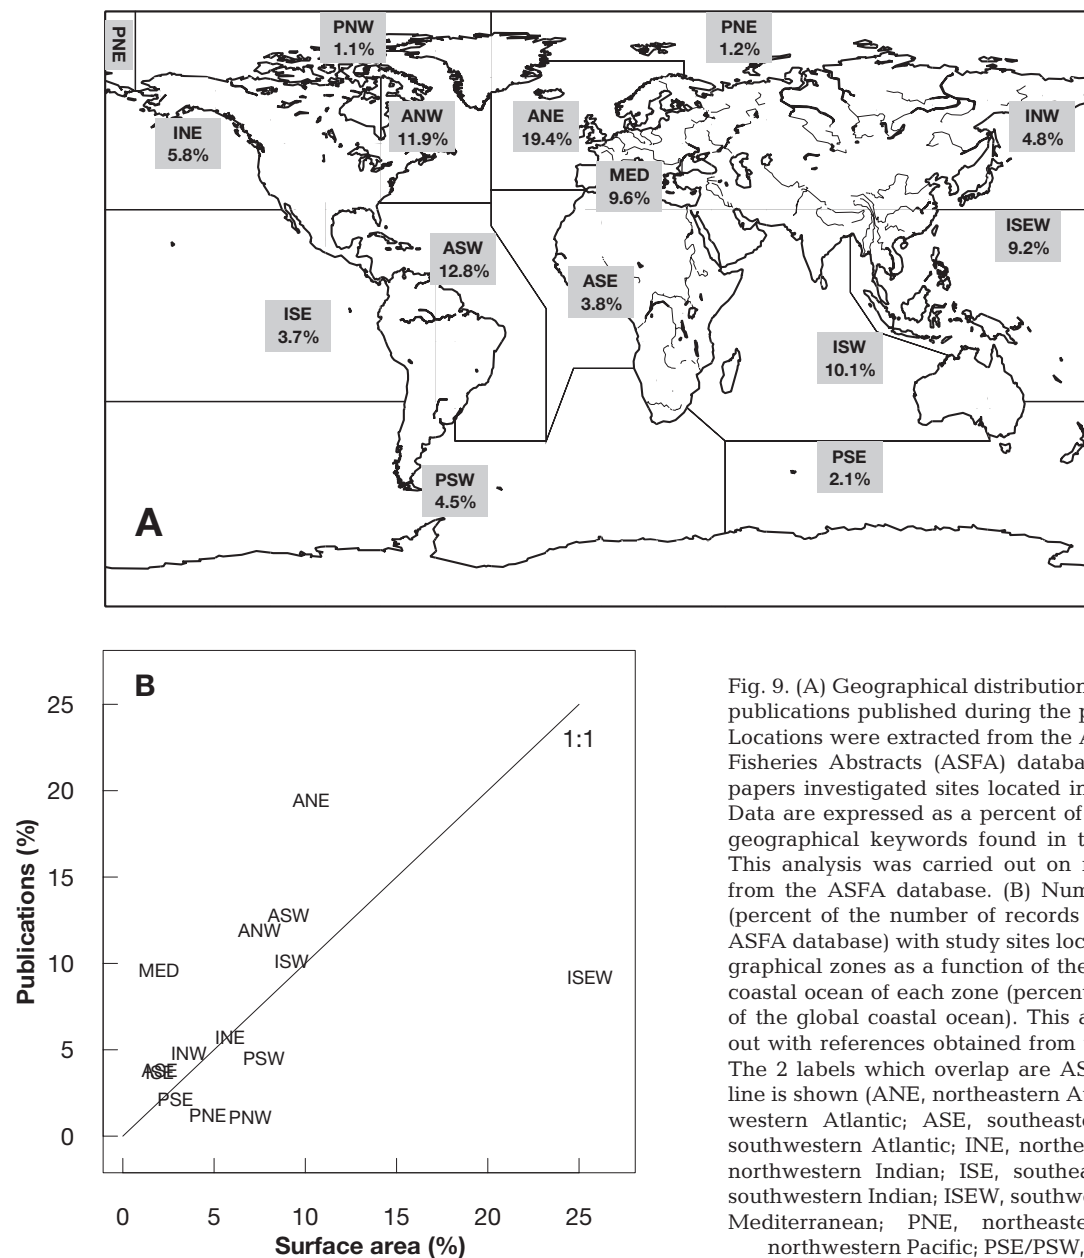 PNE
PNW
1.1%
PNE
1.2%
INE
5.8%
ANW
11.9%
ANE
19.4%
INW
4.8%
MED
9.6%
ISEW
9.2%
ASW
12.8%
ASE
3.8%
ISE
3.7%
ISW
10.1%
PSE
2.1%
PSW
4.5%
A
B
25
20
15
10
5
0
Publications (%)
1:1
ANE
ASW
ANW
ISW
MED
ISEW
INE
INW
PSW
ASE
ISE
PSE
PNE
PNW
0 5 10 15 20 25
Surface area (%)
Fig. 9. (A) Geographical distribution
publications published during the p
Locations were extracted from the A
Fisheries Abstracts (ASFA) databa
papers investigated sites located in
Data are expressed as a percent of
geographical keywords found in t
This analysis was carried out on r
from the ASFA database. (B) Num
(percent of the number of records
ASFA database) with study sites loc
graphical zones as a function of the
coastal ocean of each zone (percent
of the global coastal ocean). This a
out with references obtained from
The 2 labels which overlap are AS
line is shown (ANE, northeastern A
western Atlantic; ASE, southeast
southwestern Atlantic; INE, northe
northwestern Indian; ISE, southea
southwestern Indian; ISEW, southw
Mediterranean; PNE, northeaste
northwestern Pacific; PSE/PSW,